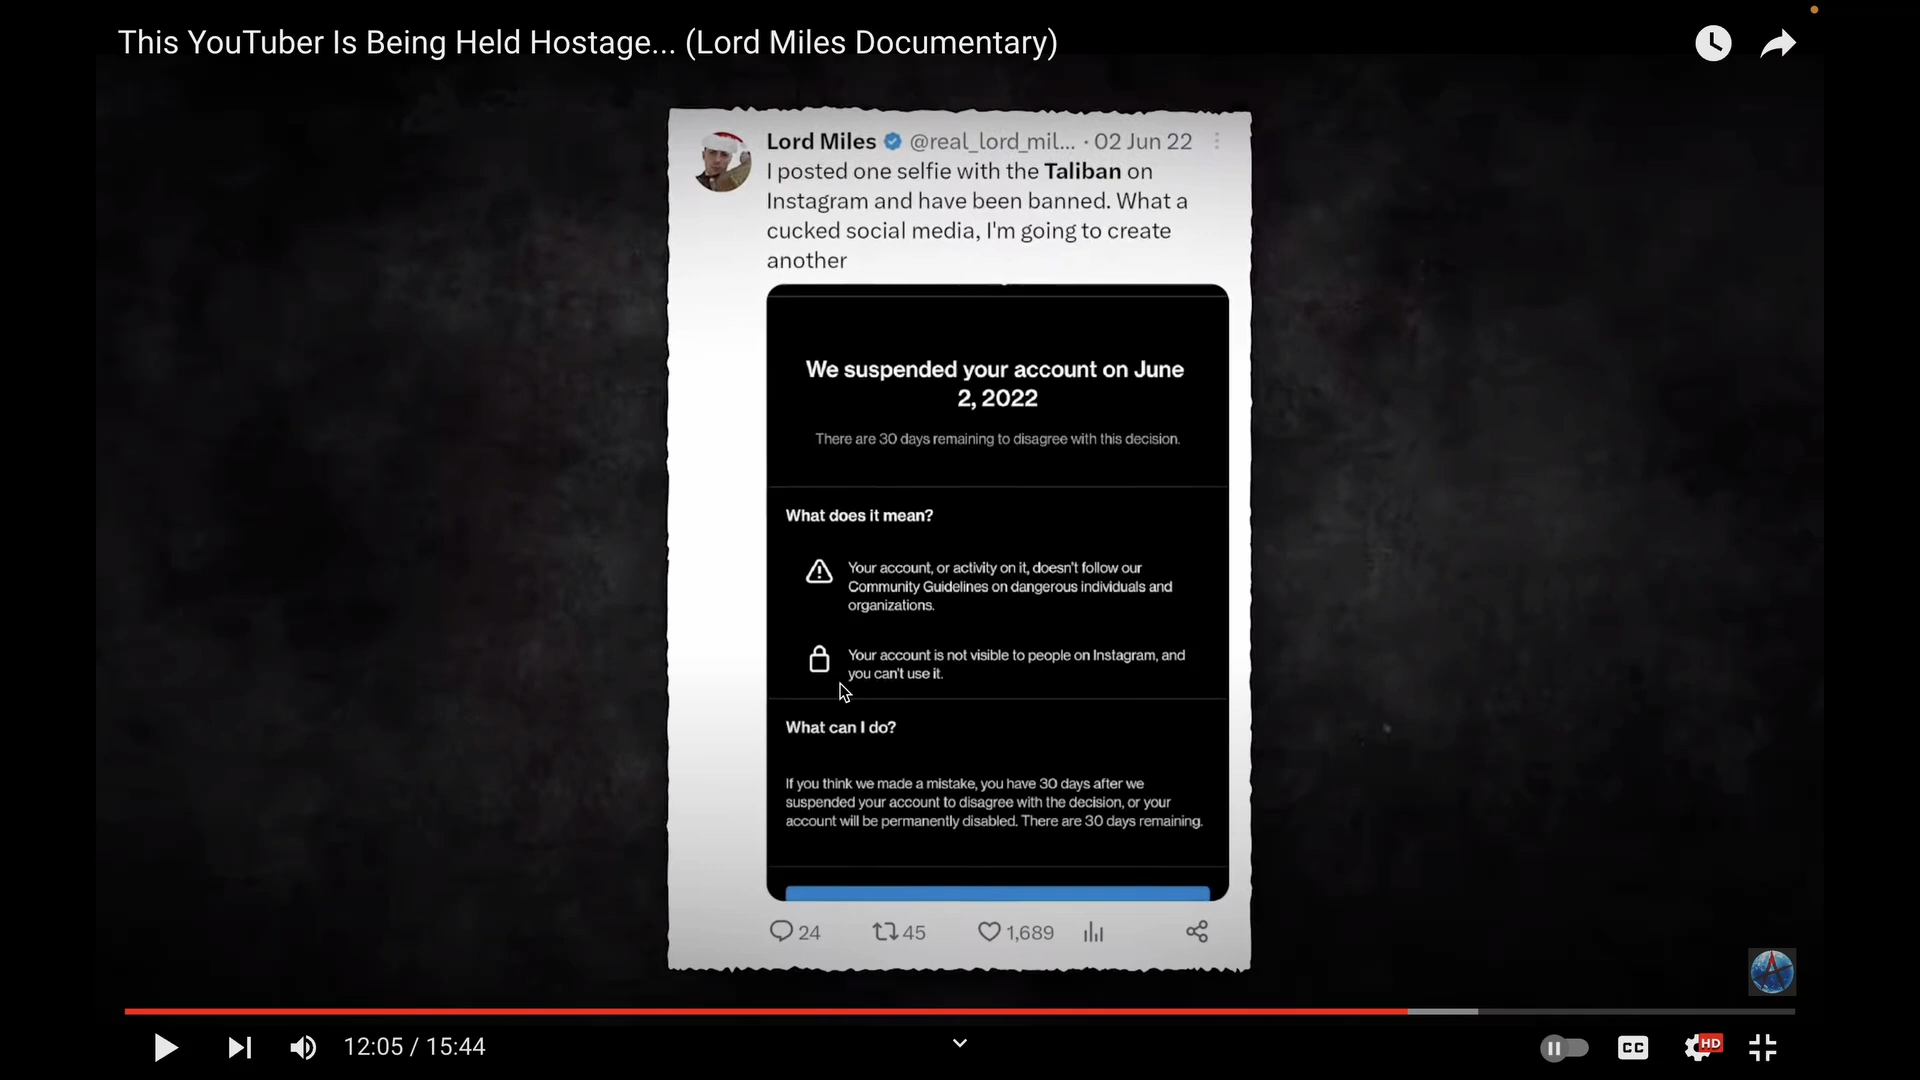 This YouTuber Is Being Held Hostage... (Lord Miles Documentary)
Lord Miles @real_lord_mil... · 02 Jun 22
I posted one selfie with the Taliban on
Instagram and have been banned. What a
cucked social media, I'm going to create
another
We suspended your account on June
2, 2022
There are 30 days remaining to disagree with this decision.
What does it mean?
Your account, or activity on it, doesn't follow our
Community Guidelines on dangerous individuals and
organizations.
Your account is not visible to people on Instagram, and
you can't use it.
What can I do?
If you think we made a mistake, you have 30 days after we
suspended your account to disagree with the decision, or your
account will be permanently disabled. There are 30 days remaining.
24 45 1,689
12:05 / 15:44
CC
HD